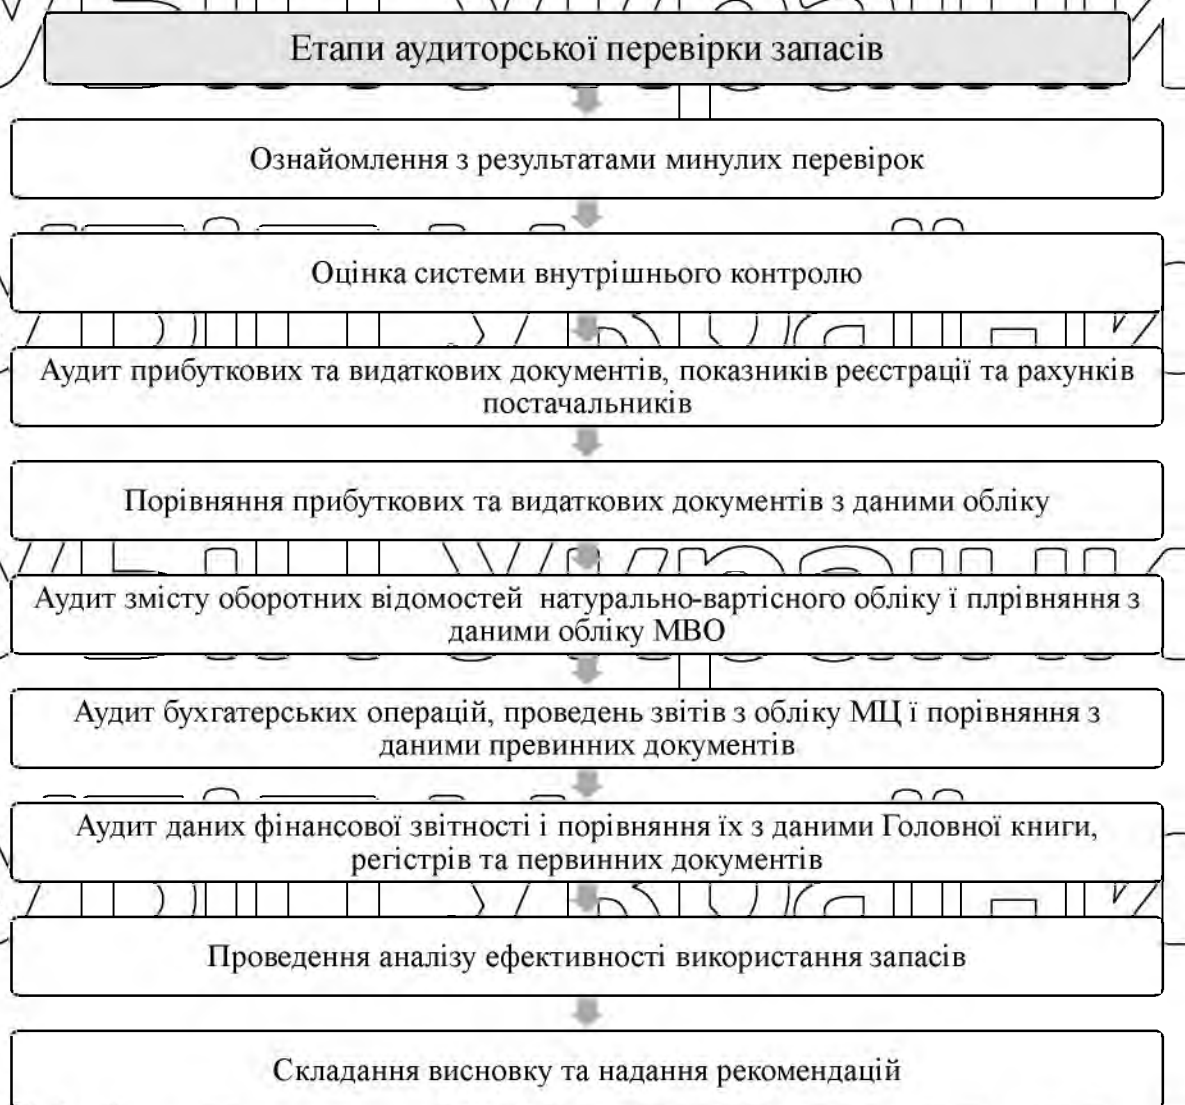 Етапи аудиторської перевірки запасів
Ознайомлення з результатами минулих перевірок
Оцінка системи внутрішнього контролю
Аудит прибуткових та видаткових документів, показників реєстрації та рахунків
постачальників
Порівняння прибуткових та видаткових документів з даними обліку
Аудит змісту оборотних відомостей натурально-вартісного обліку ї плрівняння з
даними обліку МВО
Аудит бухгатерських операцій, проведень звітів з обліку МЦ ї порівняння з
даними превинних документів
Аудит даних фінансової звітності і порівняння їх з даними Головної книги,
регістрів та первинних документів
Проведення аналізу ефективності використання запасів
Складання висновку та надання рекомендацій